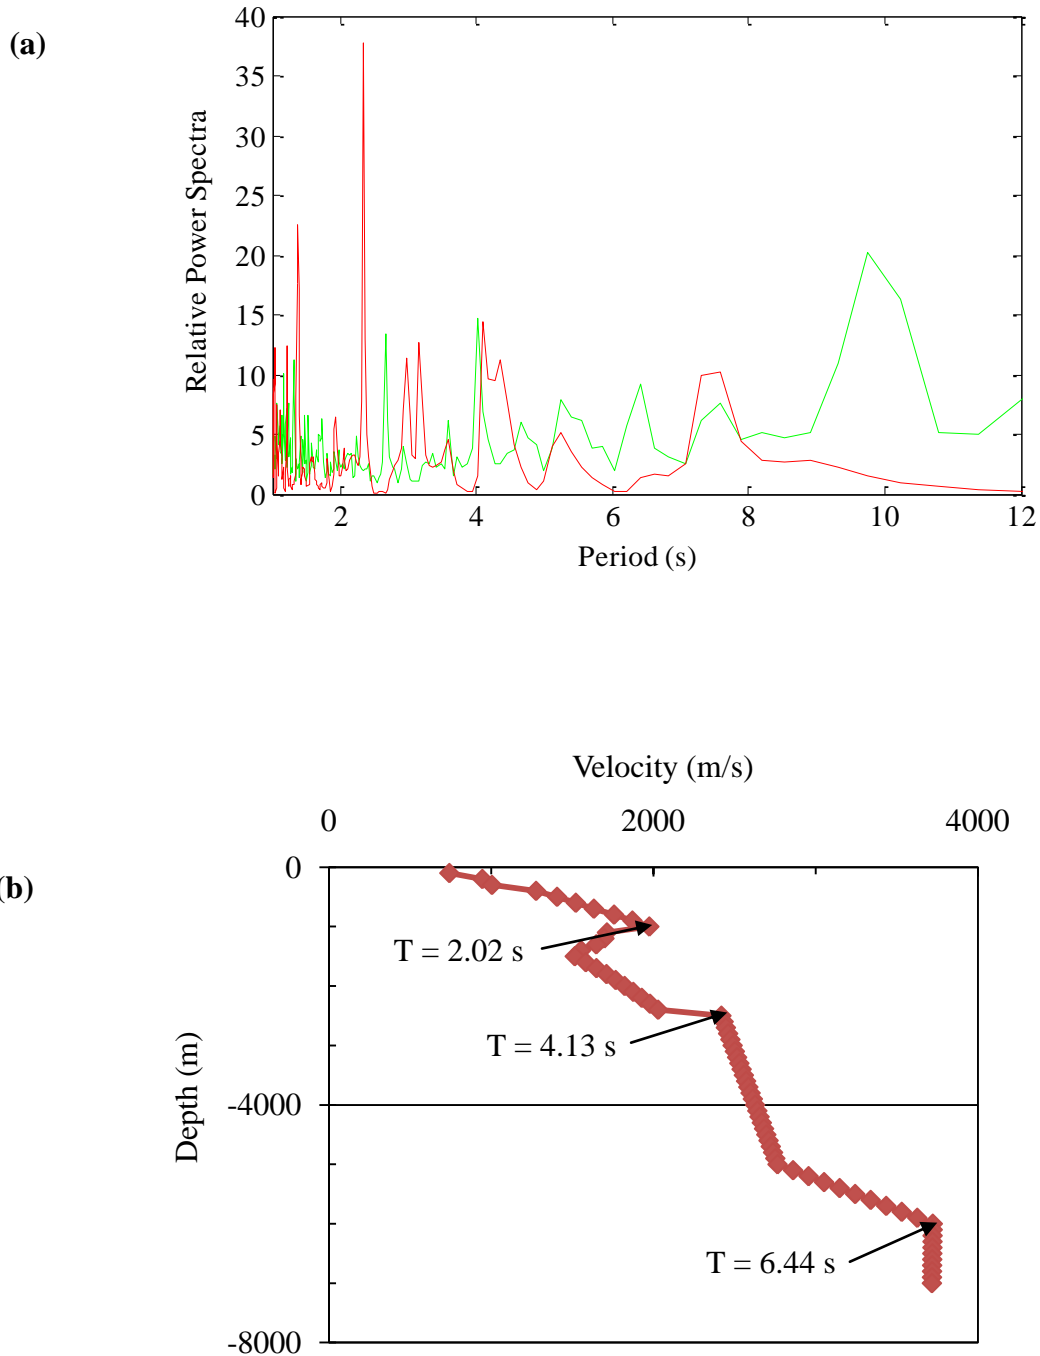 (a)
40
35
30
25
20
15
10
5
0
Relative Power Spectra
2 4 6 8 10 12
Period (s)
Velocity (m/s)
0 2000 4000
(b)
0
-4000
-8000
Depth (m)
T = 2.02 s
T = 4.13 s
T = 6.44 s